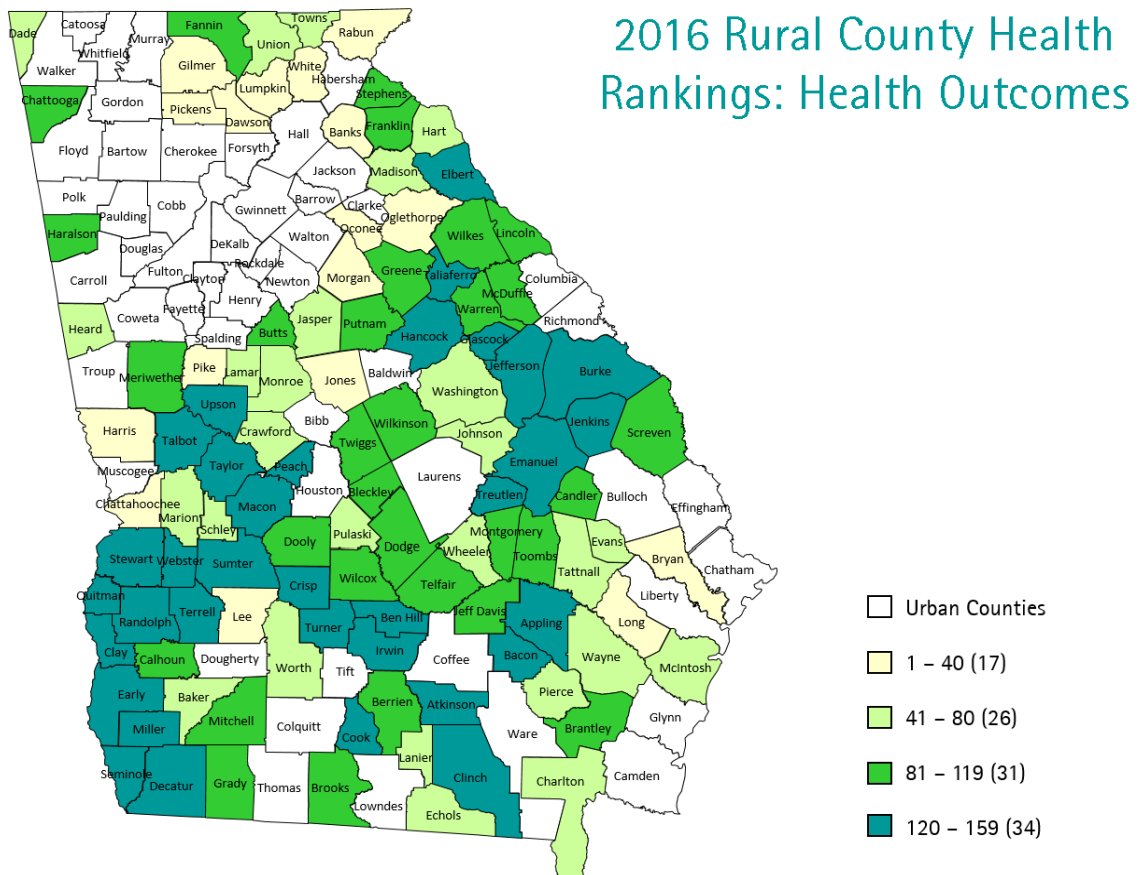 2016 Rural County Health
Rankings: Health Outcomes
Dade
Catoosa
Whitfield
Murray
Walker
Fannin
Towns
Union
Rabun
Gilmer
White
Lumpkin
Habersham
Stephens
Chattooga
Gordon
Pickens
Dawson
Hall
Banks
Franklin
Hart
Floyd
Bartow
Cherokee
Forsyth
Jackson
Madison
Elbert
Polk
Paulding
Cobb
Gwinnett
Barrow
Clarke
Oglethorpe
Oconee
Haralson
Douglas
DeKalb
Walton
Wilkes
Lincoln
Carroll
Fulton
Clayton
Rockdale
Newton
Morgan
Greene
aliaferro
McDuffie
Columbia
Henry
Fayette
Coweta
Heard
Spalding
Butts
Jasper
Putnam
Warren
Richmond
Hancock
Glascock
Troup
Meriwether
Pike
Lamar
Monroe
Jones
Baldwin
Washington
Jefferson
Burke
Upson
Harris
Talbot
Crawford
Bibb
Twiggs
Wilkinson
Johnson
Jenkins
Screven
Muscogee
Taylor
Peach
Houston
Bleckley
Laurens
Emanuel
Treutlen
Candler
Bulloch
Effingham
Chattahoochee
Marion
Schley
Macon
Dooly
Pulaski
Dodge
Montgomery
Wheeler
Toombs
Evans
Tattnall
Bryan
Chatham
Stewart
Webster
Sumter
Crisp
Wilcox
Telfair
Liberty
Quitman
Randolph
Terrell
Lee
Turner
Ben Hill
Jeff Davis
Appling
Long
Clay
Calhoun
Dougherty
Worth
Tift
Irwin
Coffee
Bacon
Wayne
McIntosh
Early
Baker
Mitchell
Berrien
Atkinson
Pierce
Miller
Colquitt
Cook
Ware
Brantley
Glynn
Seminole
Decatur
Grady
Thomas
Brooks
Lanier
Lowndes
Clinch
Echols
Charlton
Camden
Urban Counties
1 – 40 (17)
41 – 80 (26)
81 – 119 (31)
120 – 159 (34)